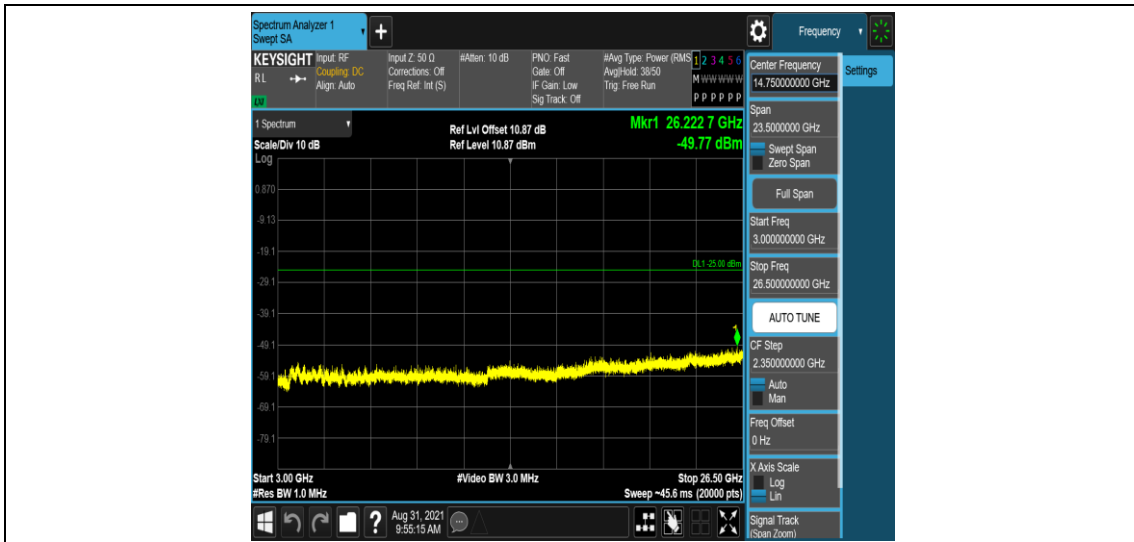 Spectrum Analyzer 1
Swept SA
+
Frequency
KEYSIGHT
RL
LXI
Input: RF
Coupling: DC
Align: Auto
Input Z: 50 Ω
Corrections: Off
Freq Ref: Int (S)
#Atten: 10 dB
PNO: Fast
Gate: Off
IF Gain: Low
Sig Track: Off
#Avg Type: Power (RMS
Avg|Hold: 38/50
Trig: Free Run
1 2 3 4 5 6
M W W W W W
P P P P P P
Center Frequency
14.750000000 GHz
Settings
Span
23.5000000 GHz
Swept Span
Zero Span
Full Span
Start Freq
3.000000000 GHz
Stop Freq
26.500000000 GHz
AUTO TUNE
CF Step
2.350000000 GHz
Auto
Man
Freq Offset
0 Hz
X Axis Scale
Log
Lin
Signal Track
(Span Zoom)
1 Spectrum
Scale/Div 10 dB
Log
Ref Lvl Offset 10.87 dB
Ref Level 10.87 dBm
Mkr1 26.222 7 GHz
-49.77 dBm
0.870
-9.13
-19.1
DL1 -25.00 dBm
-29.1
-39.1
1
-49.1
-59.1
-69.1
-79.1
Start 3.00 GHz
#Res BW 1.0 MHz
#Video BW 3.0 MHz
Stop 26.50 GHz
Sweep ~45.6 ms (20000 pts)
?
Aug 31, 2021
9:55:15 AM